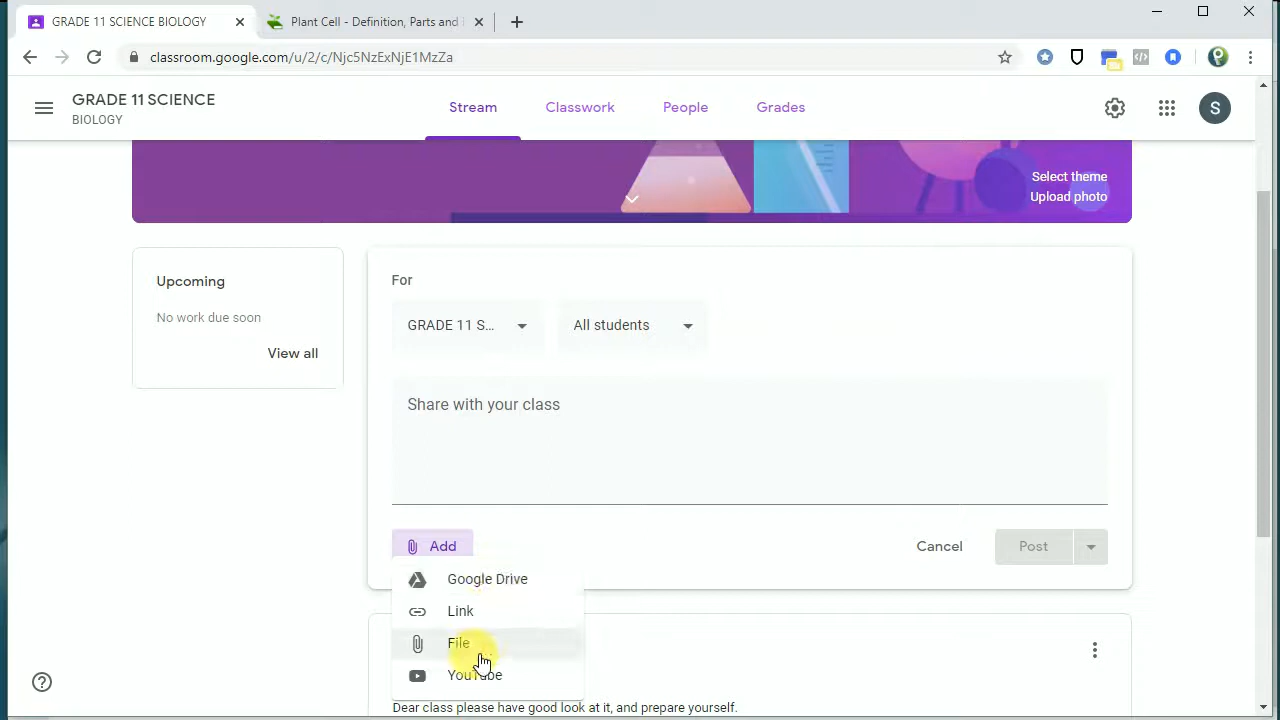 GRADE 11 SCIENCE BIOLOGY
Plant Cell - Definition, Parts and
classroom.google.com/u/2/c/Njc5NzExNjE1MzZa
GRADE 11 SCIENCE
BIOLOGY
Stream
Classwork
People
Grades
S
Select theme
Upload photo
Upcoming
No work due soon
View all
For
GRADE 11 S...
All students
Share with your class
Add
Cancel
Post
Google Drive
Link
File
YouTube
Dear class please have good look at it, and prepare yourself.